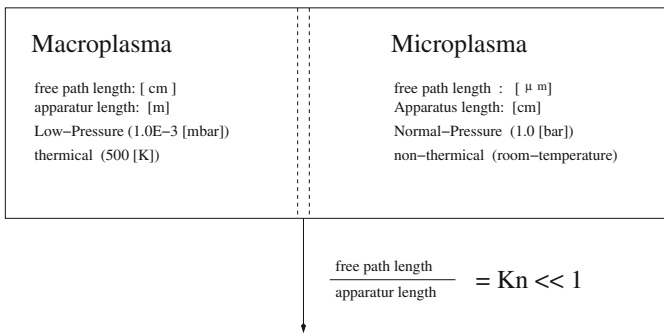 Macroplasma
free path length: [ cm ]
apparatur length: [m]
Low−Pressure (1.0E−3 [mbar])
thermical (500 [K])
Microplasma
free path length : [ μ m]
Apparatus length: [cm]
Normal−Pressure (1.0 [bar])
non−thermical (room−temperature)
free path length
apparatur length
= Kn << 1